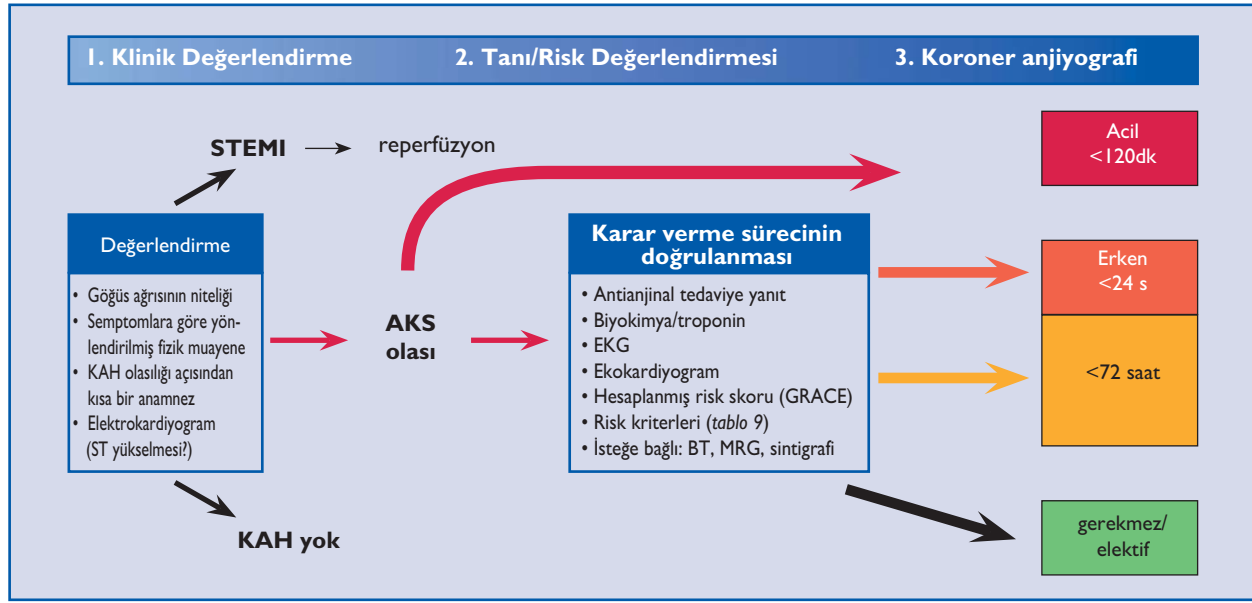 1. Klinik Değerlendirme
2. Tanı/Risk Değerlendirmesi
3. Koroner anjiyografi
STEMI
reperfüzyon
Değerlendirme
• Göğüs ağrısının niteliği
• Semptomlara göre yön-
lendirilmiş fizik muayene
• KAH olasılığı açısından
kısa bir anamnez
• Elektrokardiyogram
(ST yükselmesi?)
KAH yok
AKS
olası
Karar verme sürecinin
doğrulanması
• Antianjinal tedaviye yanıt
• Biyokimya/troponin
• EKG
• Ekokardiyogram
• Hesaplanmış risk skoru (GRACE)
• Risk kriterleri (tablo 9)
• İsteğe bağlı: BT, MRG, sintigrafi
Acil
<120dk
Erken
<24 s
<72 saat
gerekmez/
elektif